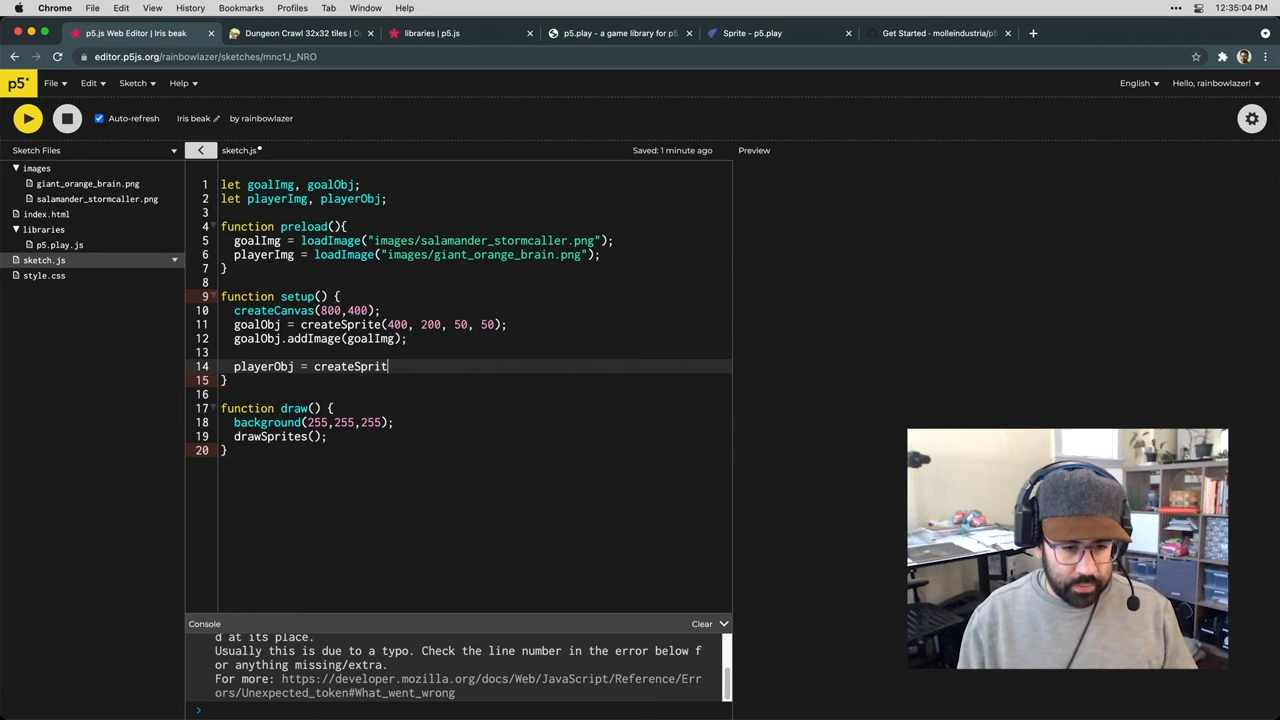 Chrome File Edit View History Bookmarks Profiles Tab Window Help 12:35:04 PM
p5.js Web Editor | Iris beak Dungeon Crawl 32x32 tiles | O libraries | p5.js p5.play - a game library for p5. Sprite - p5.play Get Started · molleindustria/p5
editor.p5js.org/rainbowlazer/sketches/mnc1J_NRO
p5* File Edit Sketch Help English Hello, rainbowlazer!
Auto-refresh Iris beak by rainbowlazer
Sketch Files sketch.js Saved: 1 minute ago Preview
images
giant_orange_brain.png
salamander_stormcaller.png
index.html
libraries
p5.play.js
sketch.js
style.css
1 let goalImg, goalObj;
2 let playerImg, playerObj;
3
4 function preload(){
5 goalImg = loadImage("images/salamander_stormcaller.png");
6 playerImg = loadImage("images/giant_orange_brain.png");
7 }
8
9 function setup() {
10 createCanvas(800,400);
11 goalObj = createSprite(400, 200, 50, 50);
12 goalObj.addImage(goalImg);
13
14 playerObj = createSprit
15 }
16
17 function draw() {
18 background(255,255,255);
19 drawSprites();
20 }
Console Clear
d at its place.
Usually this is due to a typo. Check the line number in the error below f
or anything missing/extra.
For more: https://developer.mozilla.org/docs/Web/JavaScript/Reference/Err
ors/Unexpected_token#What_went_wrong
>